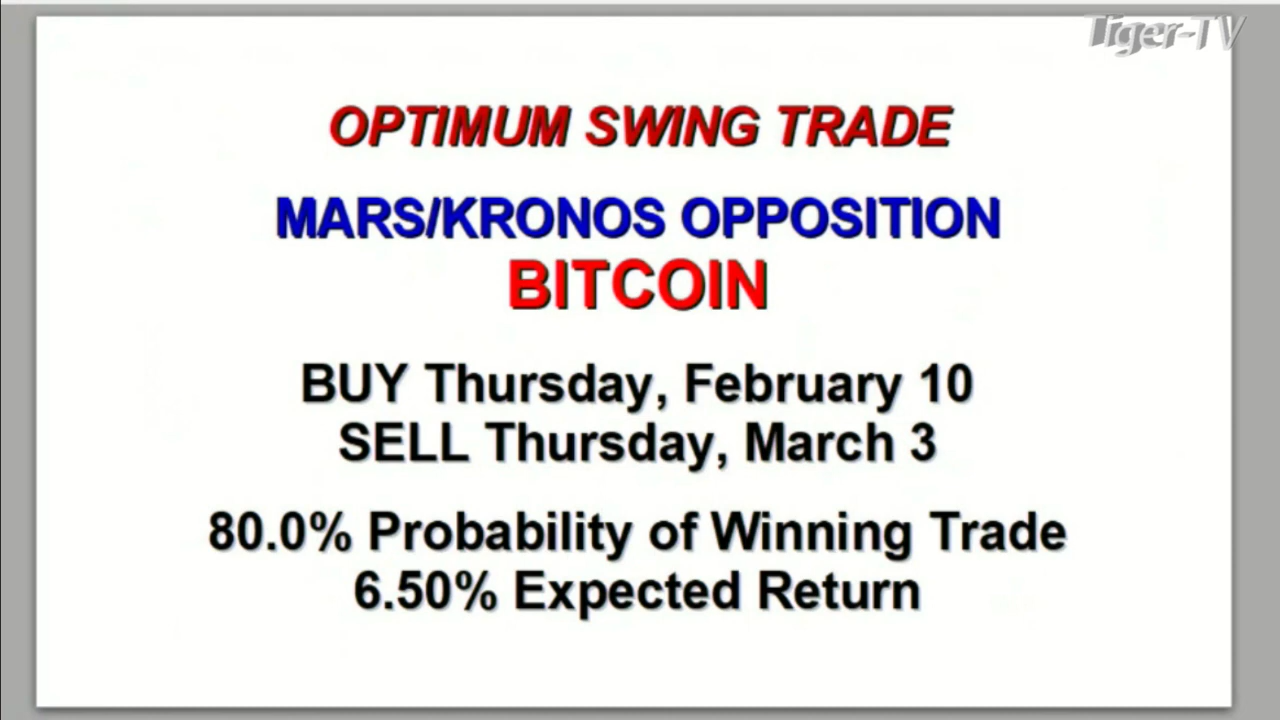 Tiger-TV
OPTIMUM SWING TRADE
MARS/KRONOS OPPOSITION
BITCOIN
BUY Thursday, February 10
SELL Thursday, March 3
80.0% Probability of Winning Trade
6.50% Expected Return